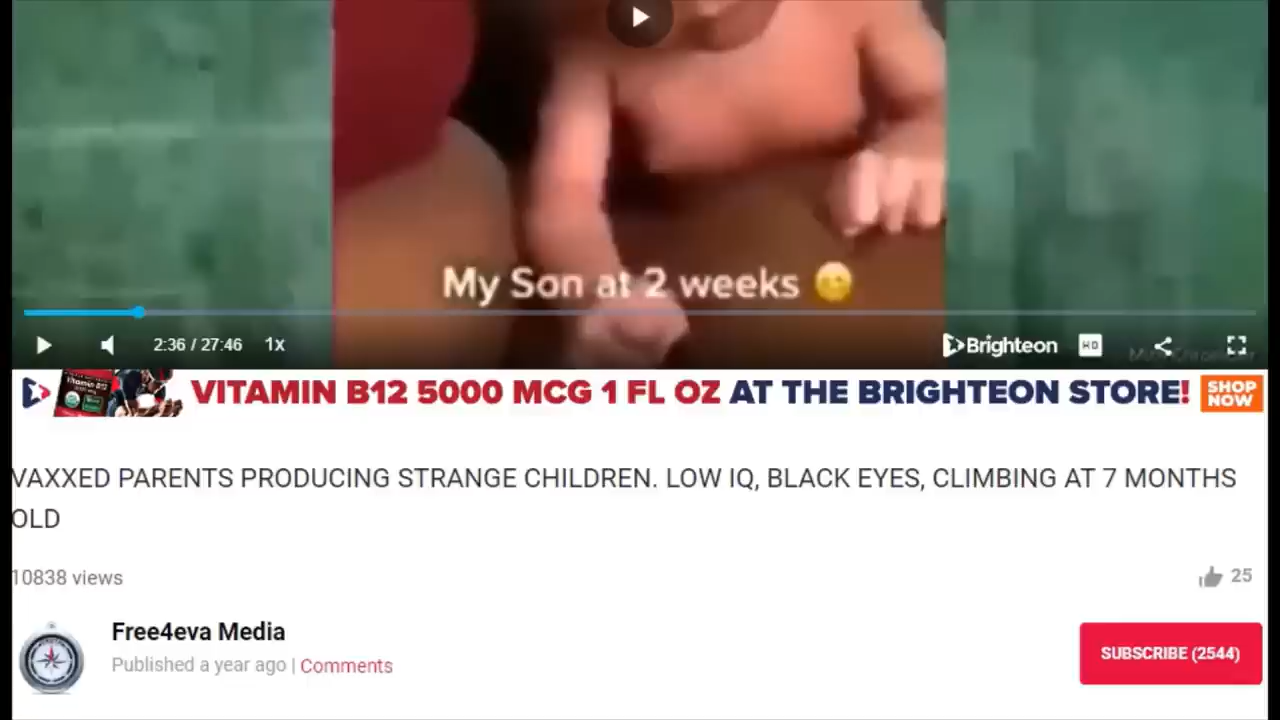 My Son at 2 weeks
2:36 / 27:46 1x Brighteon HD
VITAMIN B12 5000 MCG 1 FL OZ AT THE BRIGHTEON STORE! SHOP NOW
VAXXED PARENTS PRODUCING STRANGE CHILDREN. LOW IQ, BLACK EYES, CLIMBING AT 7 MONTHS
OLD
10838 views 25
Free4eva Media
Published a year ago | Comments
SUBSCRIBE (2544)